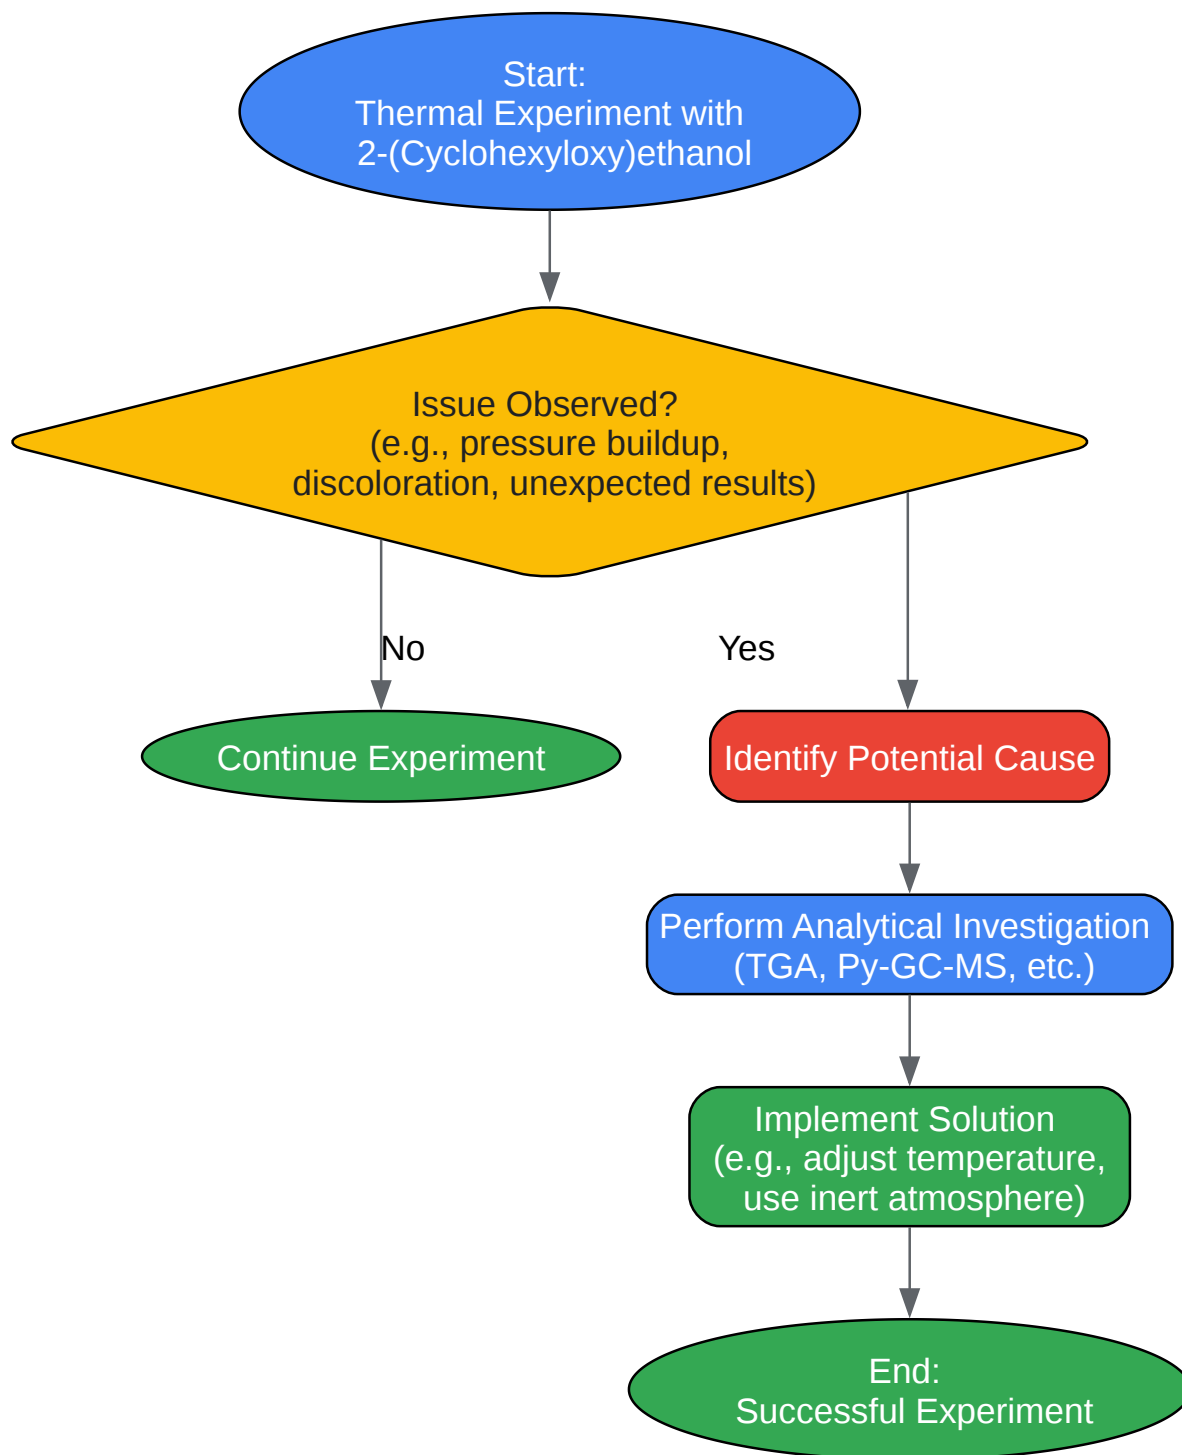 Start:
Thermal Experiment with
2-(Cyclohexyloxy)ethanol
Issue Observed?
(e.g., pressure buildup,
discoloration, unexpected results)
No
Yes
Continue Experiment
Identify Potential Cause
Perform Analytical Investigation
(TGA, Py-GC-MS, etc.)
Implement Solution
(e.g., adjust temperature,
use inert atmosphere)
End:
Successful Experiment